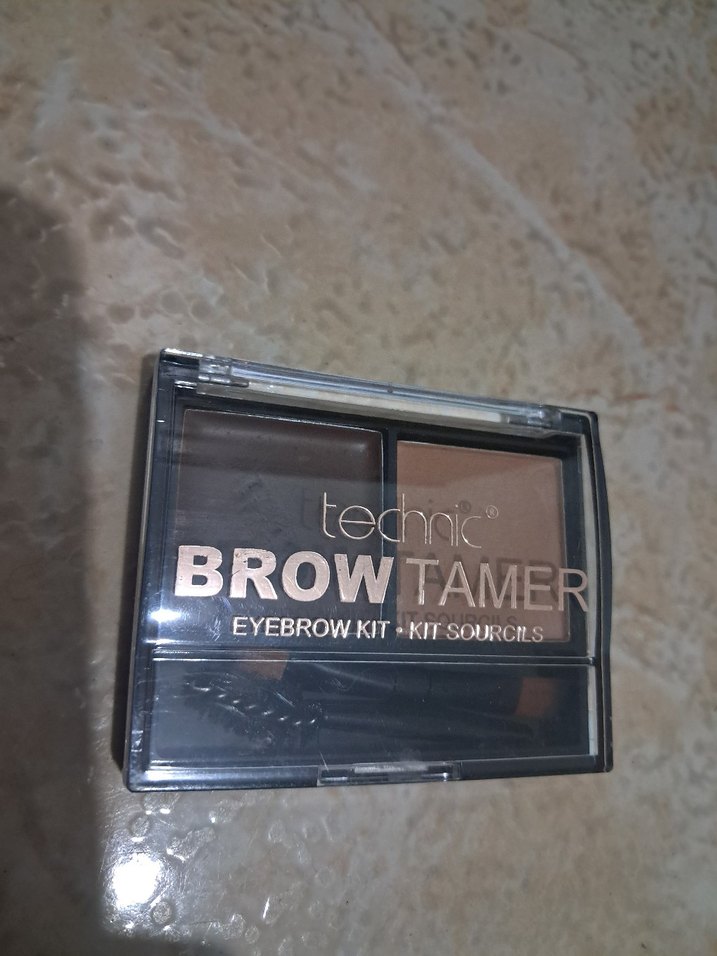 technic®
BROW TAMER
EYEBROW KIT • KIT SOURCILS